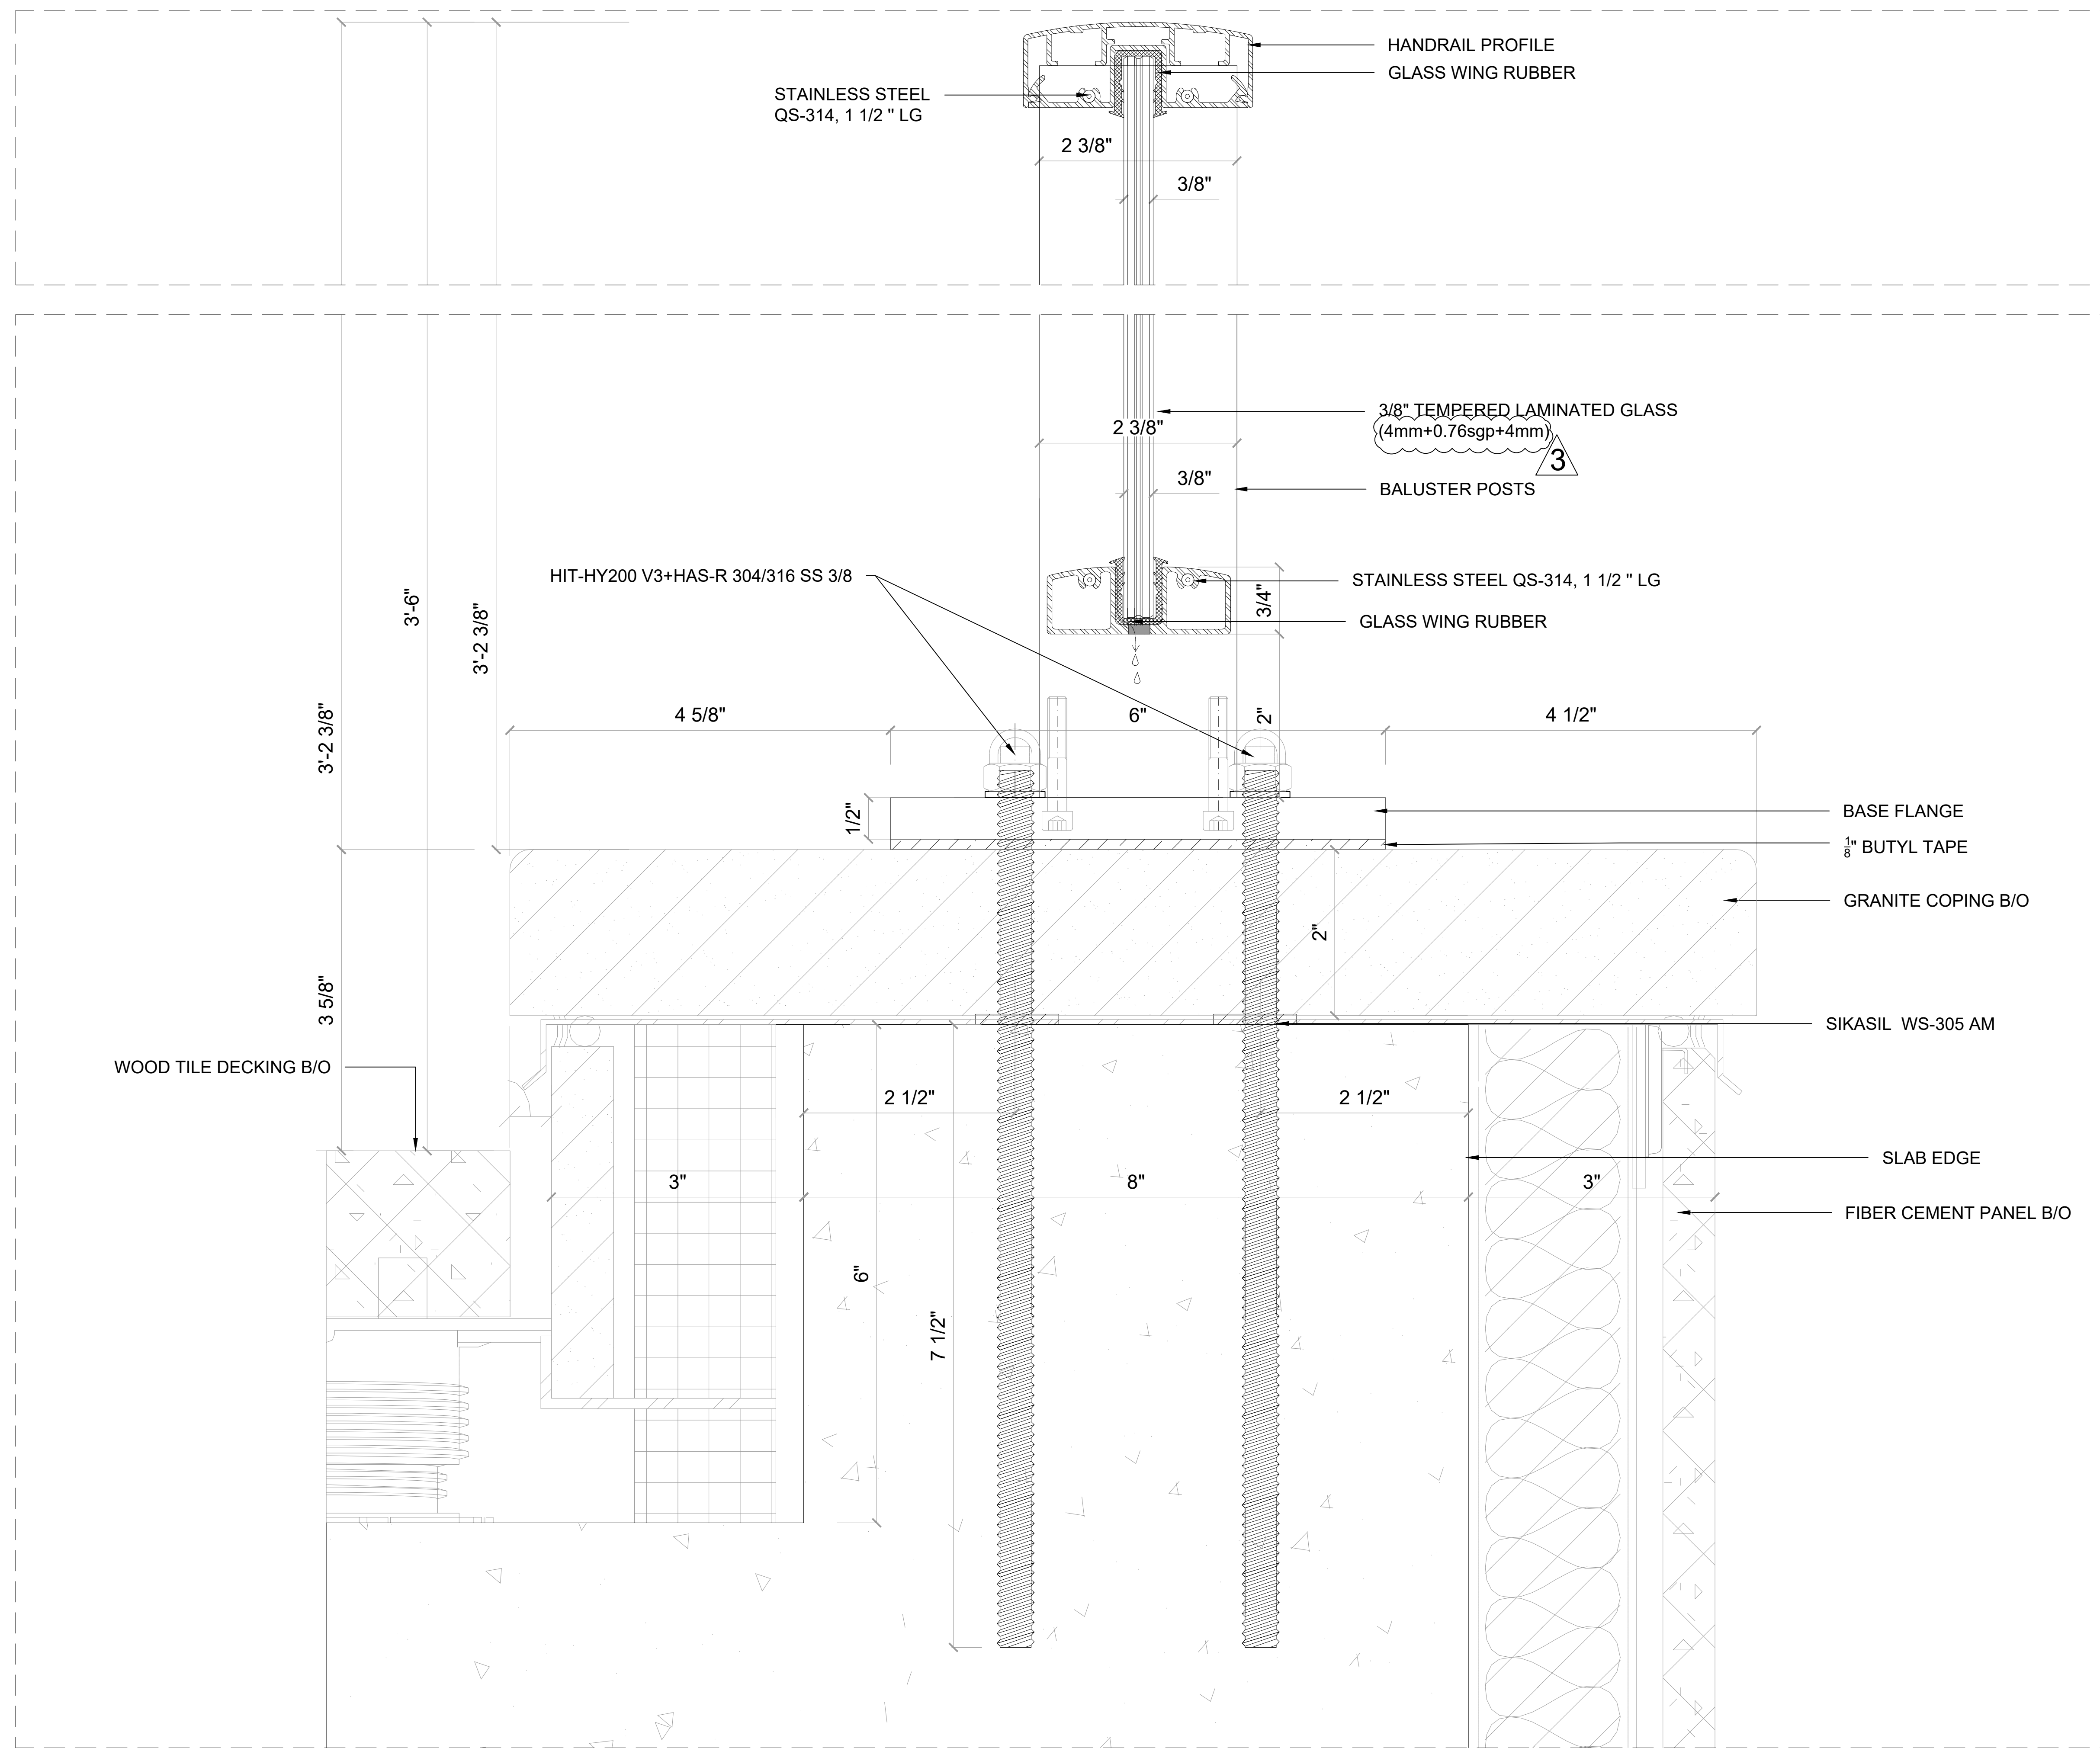 HANDRAIL PROFILE
GLASS WING RUBBER
STAINLESS STEEL
QS-314, 1 1/2 " LG
2 3/8"
3/8"
3/8" TEMPERED LAMINATED GLASS
(4mm+0.76sgp+4mm)
3
2 3/8"
3/8"
BALUSTER POSTS
HIT-HY200 V3+HAS-R 304/316 SS 3/8
STAINLESS STEEL QS-314, 1 1/2 " LG
3/4"
GLASS WING RUBBER
3'-6"
3'-2 3/8"
3'-2 3/8"
4 5/8"
6"
2"
4 1/2"
1/2"
BASE FLANGE
1/8" BUTYL TAPE
GRANITE COPING B/O
2"
3 5/8"
SIKASIL WS-305 AM
WOOD TILE DECKING B/O
2 1/2"
2 1/2"
SLAB EDGE
3"
8"
3"
FIBER CEMENT PANEL B/O
6"
7 1/2"